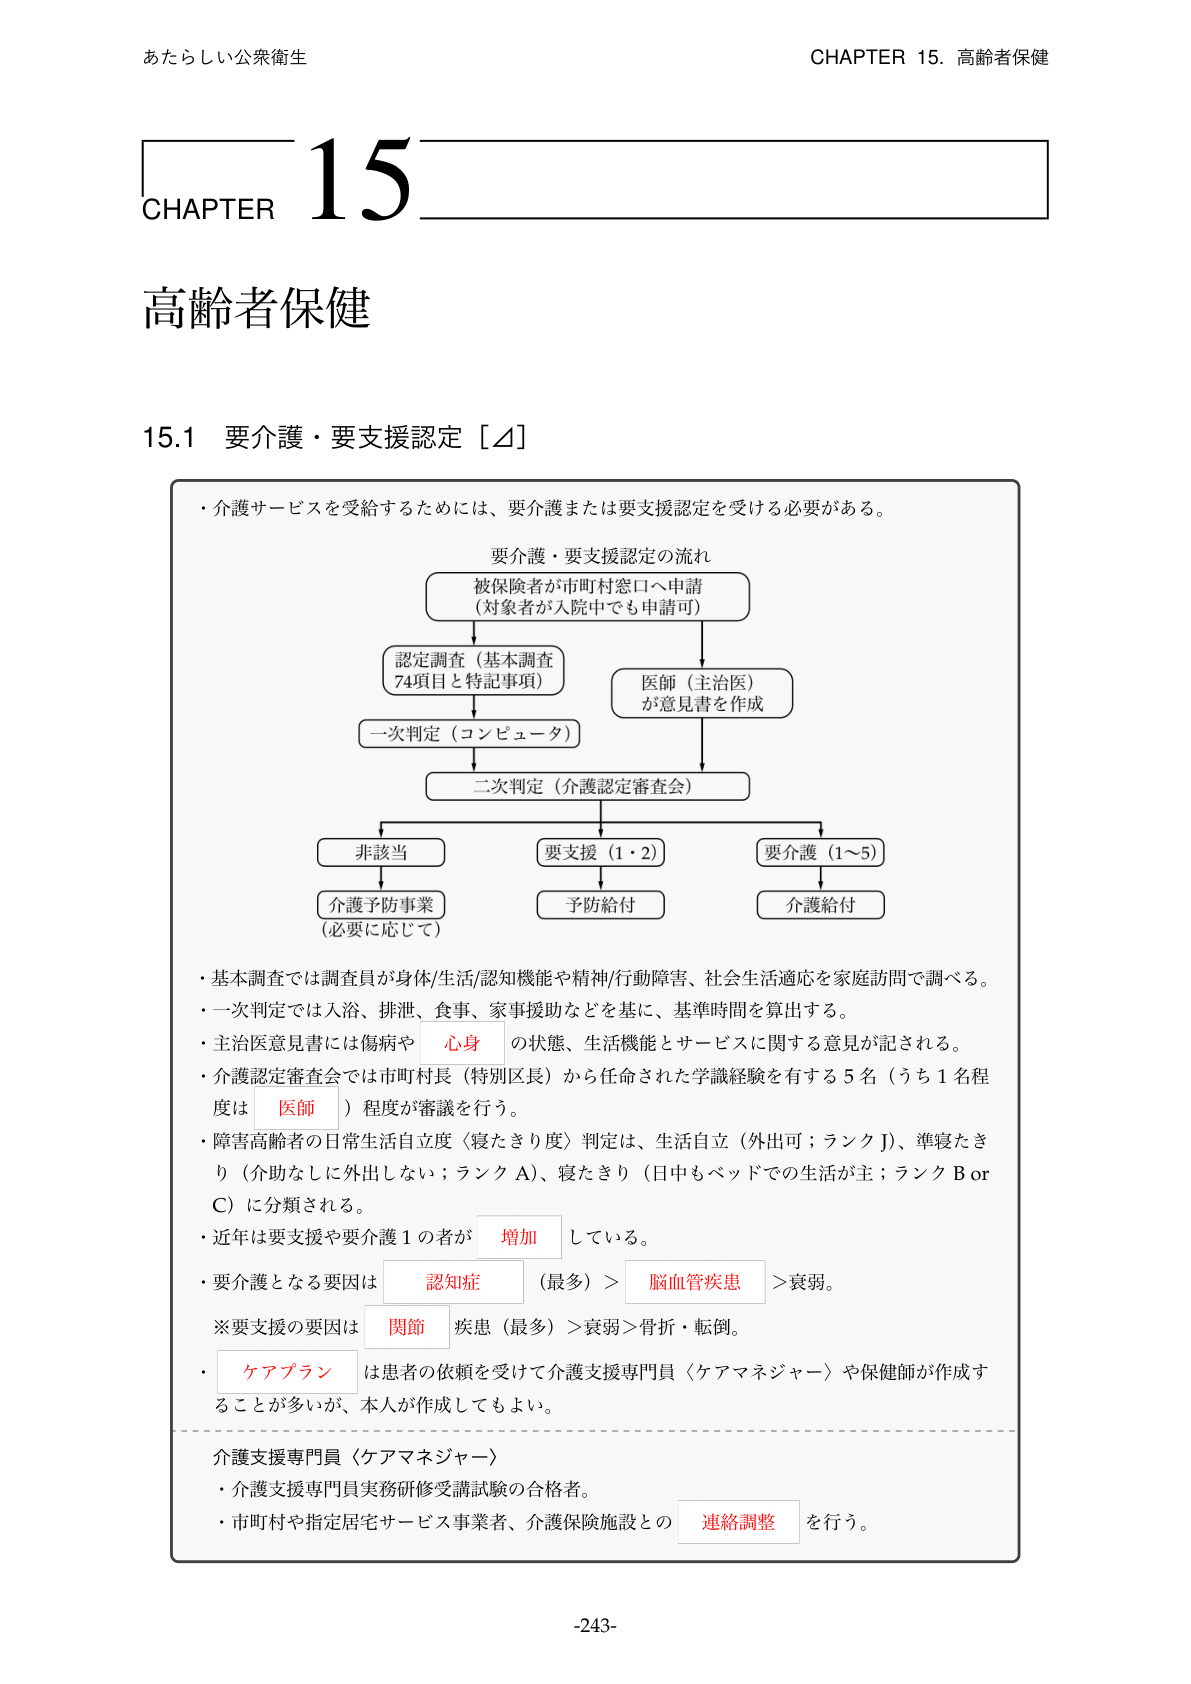 あたらしい公衆衛生
CHAPTER 15. 高齢者保健
CHAPTER 15
高齢者保健
15.1 要介護・要支援認定［⊿］
・介護サービスを受給するためには、要介護または要支援認定を受ける必要がある。
要介護・要支援認定の流れ
被保険者が市町村窓口へ申請
（対象者が入院中でも申請可）
認定調査（基本調査
74項目と特記事項）
医師（主治医）
が意見書を作成
一次判定（コンピュータ）
二次判定（介護認定審査会）
非該当
要支援（1・2）
要介護（1～5）
介護予防事業
予防給付
介護給付
（必要に応じて）
・基本調査では調査員が身体/生活/認知機能や精神/行動障害、社会生活適応を家庭訪問で調べる。
・一次判定では入浴、排泄、食事、家事援助などを基に、基準時間を算出する。
・主治医意見書には傷病や 心身 の状態、生活機能とサービスに関する意見が記される。
・介護認定審査会では市町村長（特別区長）から任命された学識経験を有する 5 名（うち 1 名程
度は 医師 ）程度が審議を行う。
・障害高齢者の日常生活自立度〈寝たきり度〉判定は、生活自立（外出可；ランク J）、準寝たき
り（介助なしに外出しない；ランク A）、寝たきり（日中もベッドでの生活が主；ランク B or
C）に分類される。
・近年は要支援や要介護 1 の者が 増加 している。
・要介護となる要因は 認知症 （最多）＞ 脳血管疾患 ＞衰弱。
※要支援の要因は 関節 疾患（最多）＞衰弱＞骨折・転倒。
・ ケアプラン は患者の依頼を受けて介護支援専門員〈ケアマネジャー〉や保健師が作成す
ることが多いが、本人が作成してもよい。
介護支援専門員〈ケアマネジャー〉
・介護支援専門員実務研修受講試験の合格者。
・市町村や指定居宅サービス事業者、介護保険施設との 連絡調整 を行う。
-243-